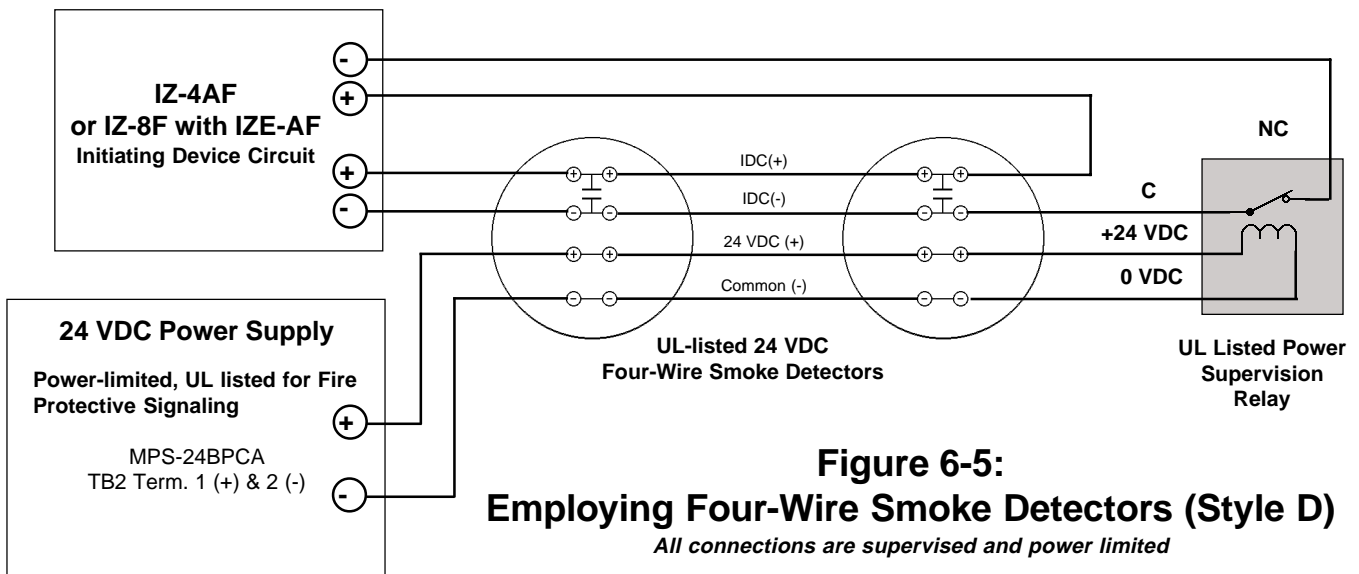 -
+
IZ-4AF
or IZ-8F with IZE-AF
Initiating Device Circuit
+
-
24 VDC Power Supply
Power-limited, UL listed for Fire
Protective Signaling
MPS-24BPCA
TB2 Term. 1 (+) & 2 (-)
+
-
IDC(+)
IDC(-)
24 VDC (+)
Common (-)
+ + + +
- - - -
+ + + +
- - - -
UL-listed 24 VDC
Four-Wire Smoke Detectors
NC
C
+24 VDC
0 VDC
UL Listed Power
Supervision
Relay
Figure 6-5:
Employing Four-Wire Smoke Detectors (Style D)
All connections are supervised and power limited